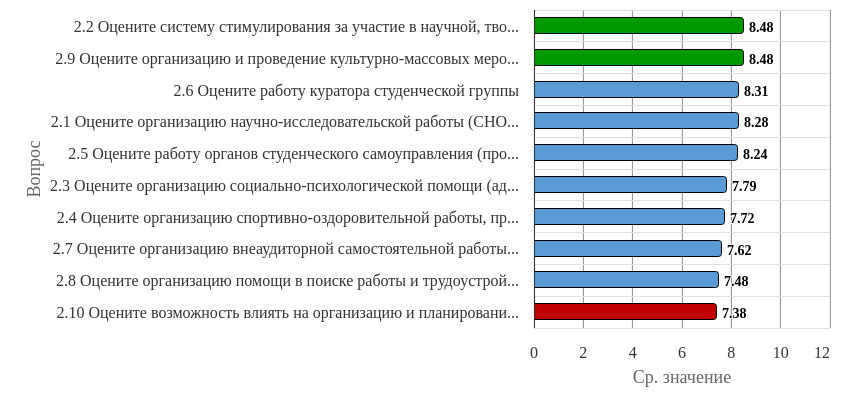 2.2 Оцените систему стимулирования за участие в научной, тво... 8.48
2.9 Оцените организацию и проведение культурно-массовых меро... 8.48
2.6 Оцените работу куратора студенческой группы 8.31
2.1 Оцените организацию научно-исследовательской работы (СНО... 8.28
2.5 Оцените работу органов студенческого самоуправления (про... 8.24
2.3 Оцените организацию социально-психологической помощи (ад... 7.79
2.4 Оцените организацию спортивно-оздоровительной работы, пр... 7.72
2.7 Оцените организацию внеаудиторной самостоятельной работы... 7.62
2.8 Оцените организацию помощи в поиске работы и трудоустрой... 7.48
2.10 Оцените возможность влиять на организацию и планировани... 7.38
Вопрос
0 2 4 6 8 10 12
Ср. значение